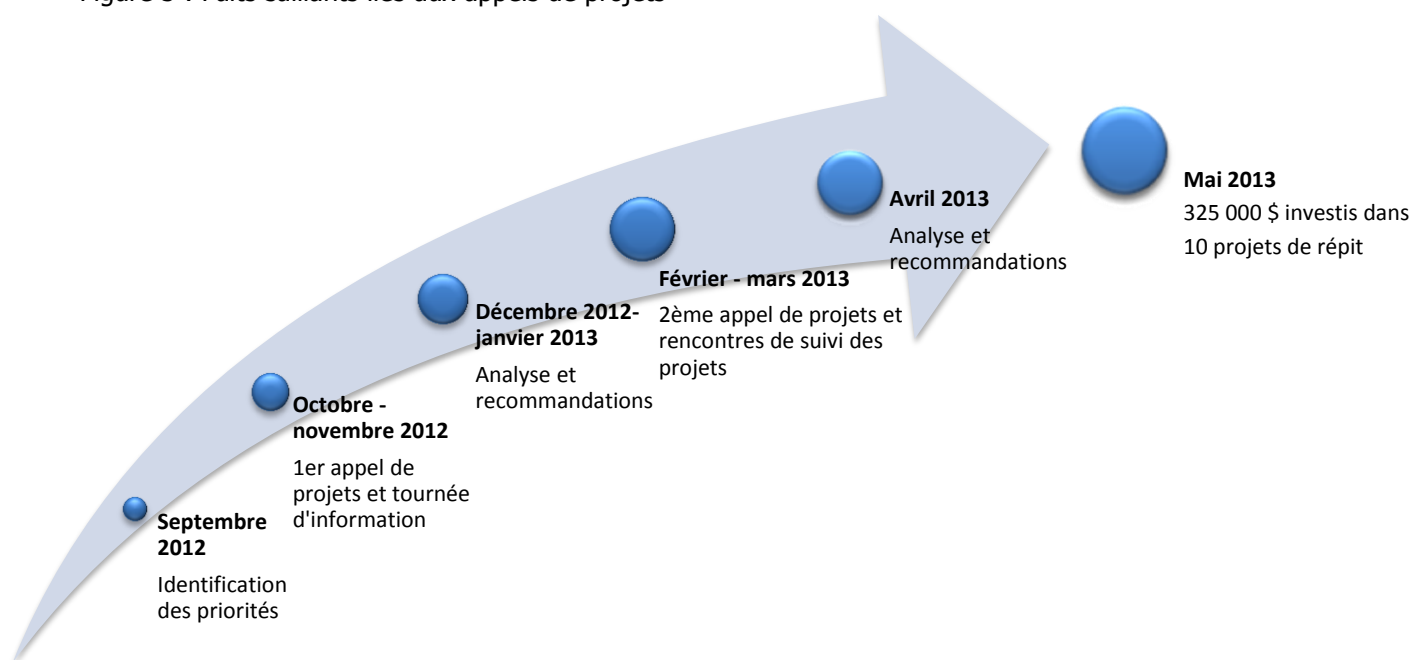 Septembre
2012
Identification
des priorités
Octobre -
novembre 2012
1er appel de
projets et tournée
d'information
Décembre 2012-
janvier 2013
Analyse et
recommandations
Février - mars 2013
2ème appel de projets et
rencontres de suivi des
projets
Avril 2013
Analyse et
recommandations
Mai 2013
325 000 $ investis dans
10 projets de répit